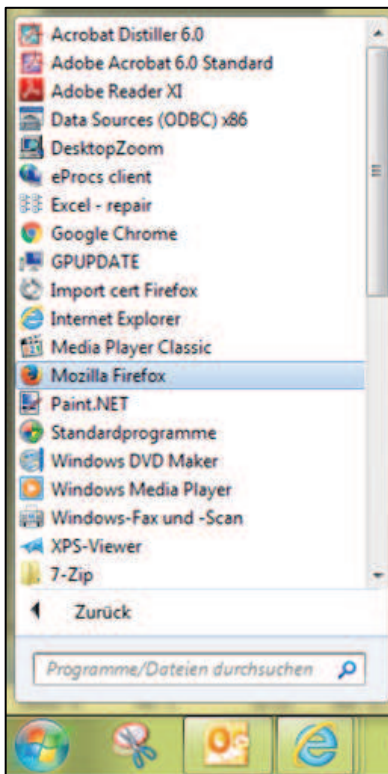 Acrobat Distiller 6.0
Adobe Acrobat 6.0 Standard
Adobe Reader XI
Data Sources (ODBC) x86
DesktopZoom
eProcs client
Excel - repair
Google Chrome
GPUPDATE
Import cert Firefox
Internet Explorer
Media Player Classic
Mozilla Firefox
Paint.NET
Standardprogramme
Windows DVD Maker
Windows Media Player
Windows-Fax und -Scan
XPS-Viewer
7-Zip
Zurück
Programme/Dateien durchsuchen